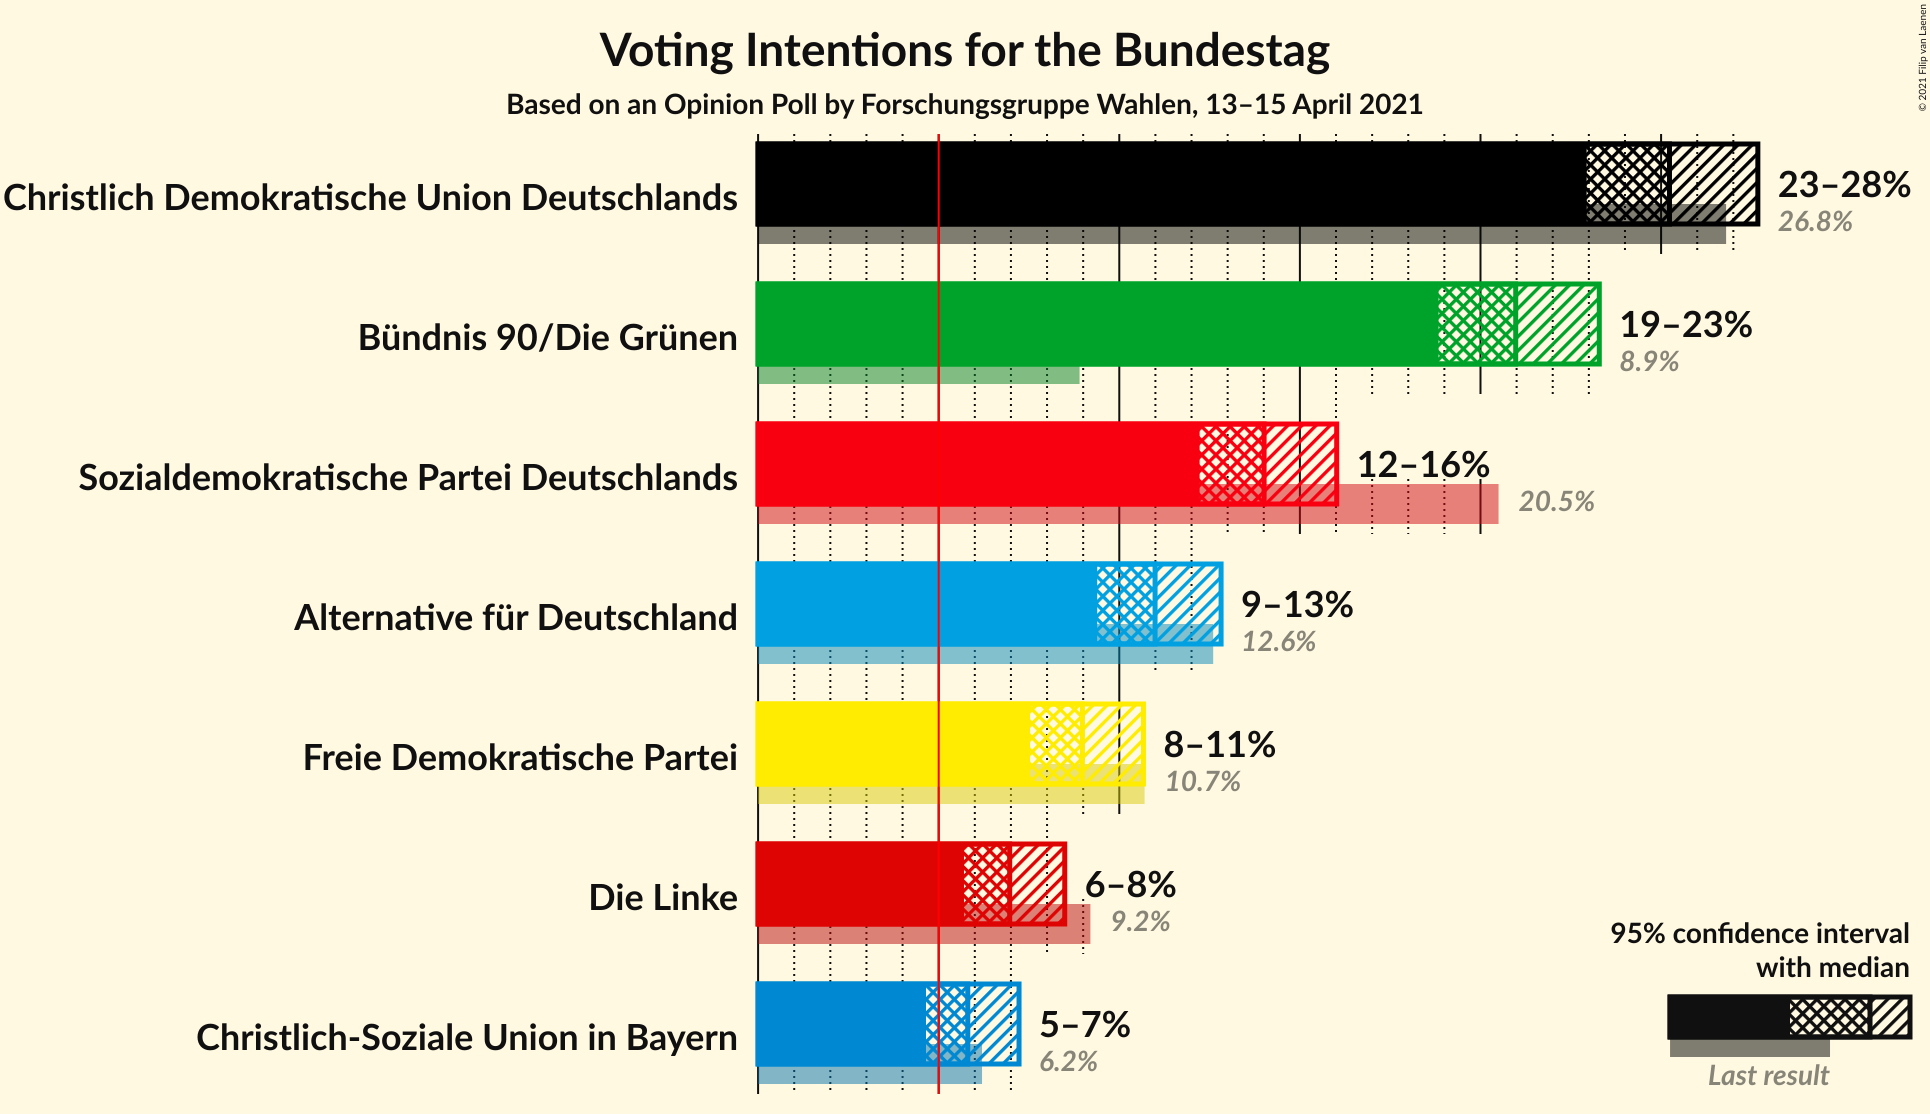 Voting Intentions for the Bundestag
Based on an Opinion Poll by Forschungsgruppe Wahlen, 13–15 April 2021
© 2021 Filip van Laenen
Christlich Demokratische Union Deutschlands
23–28%
26.8%
Bündnis 90/Die Grünen
19–23%
8.9%
Sozialdemokratische Partei Deutschlands
12–16%
20.5%
Alternative für Deutschland
9–13%
12.6%
Freie Demokratische Partei
8–11%
10.7%
Die Linke
6–8%
9.2%
Christlich-Soziale Union in Bayern
5–7%
6.2%
95% confidence interval
with median
Last result